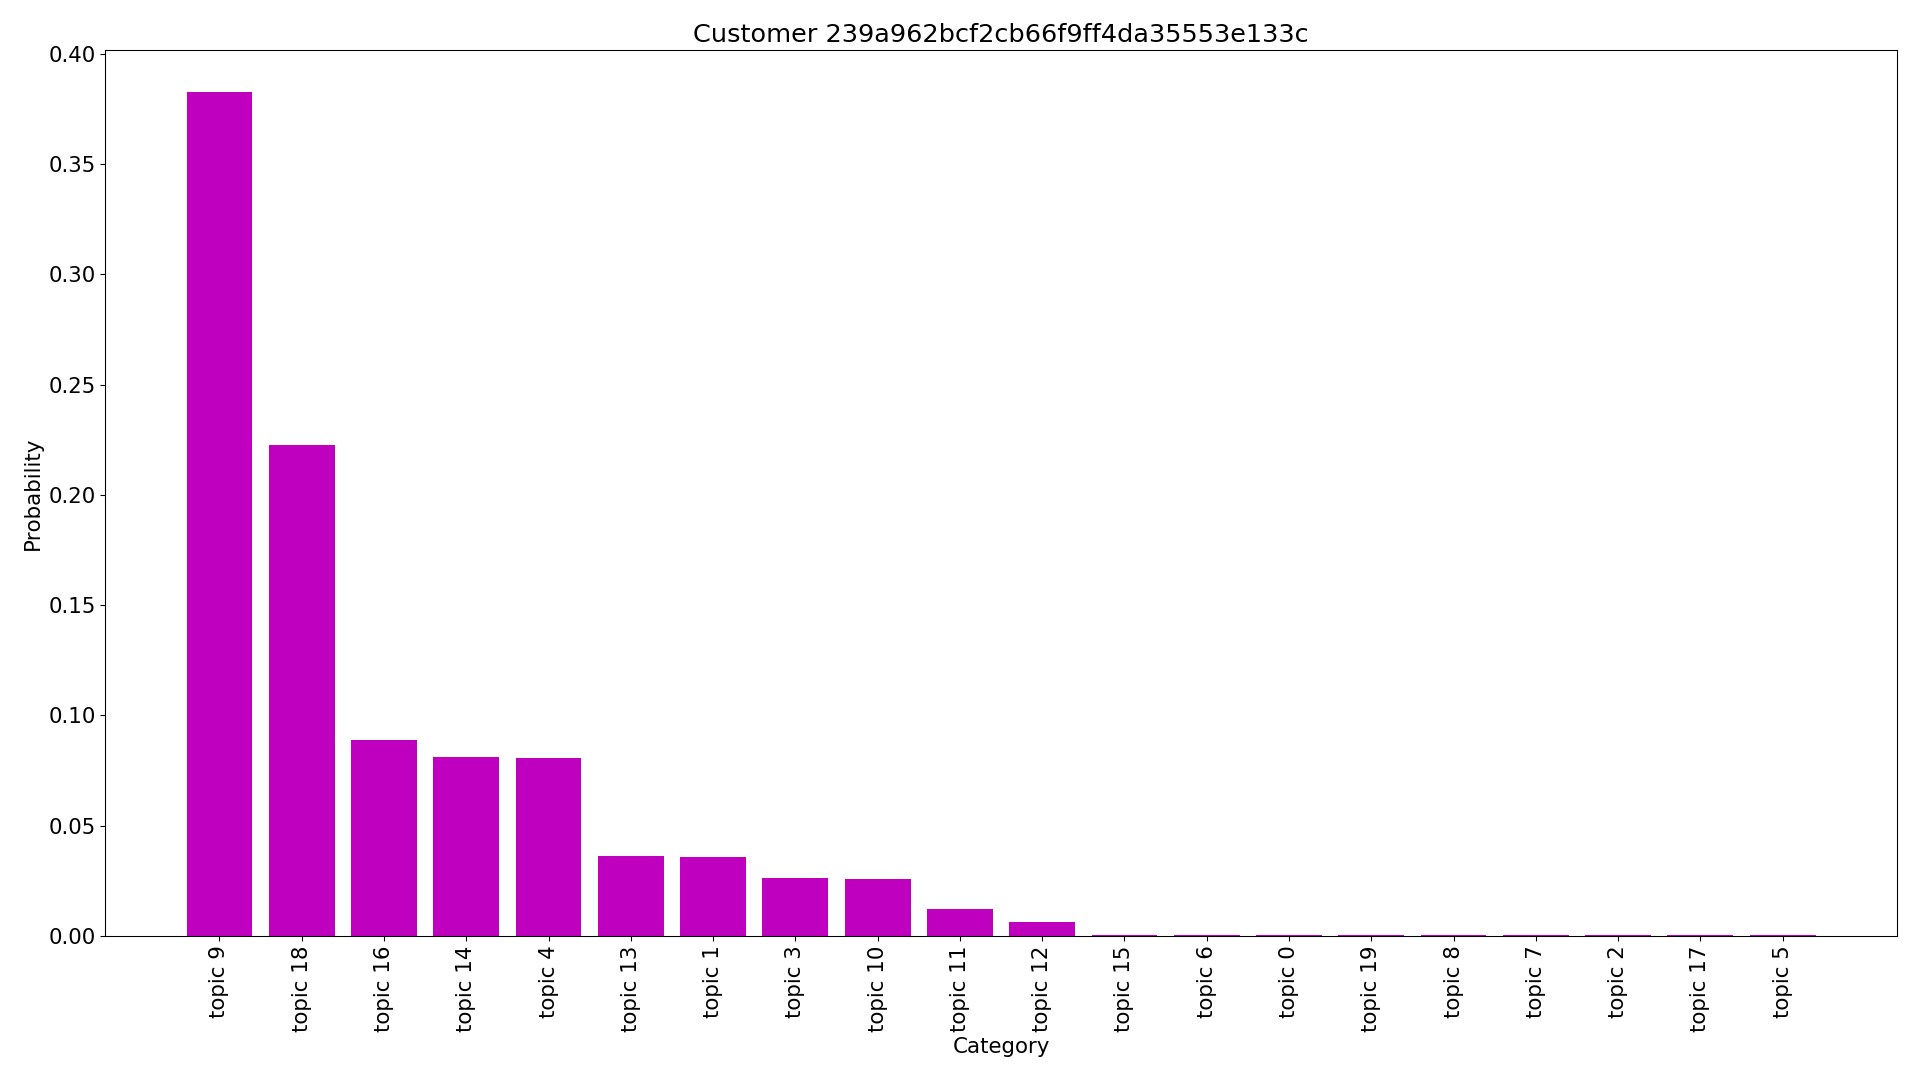 Customer 239a962bcf2cb66f9ff4da35553e133c
Probability
0.40
0.35
0.30
0.25
0.20
0.15
0.10
0.05
0.00
topic 9
topic 18
topic 16
topic 14
topic 4
topic 13
topic 1
topic 3
topic 10
topic 11
topic 12
topic 15
topic 6
topic 0
topic 19
topic 8
topic 7
topic 2
topic 17
topic 5
Category